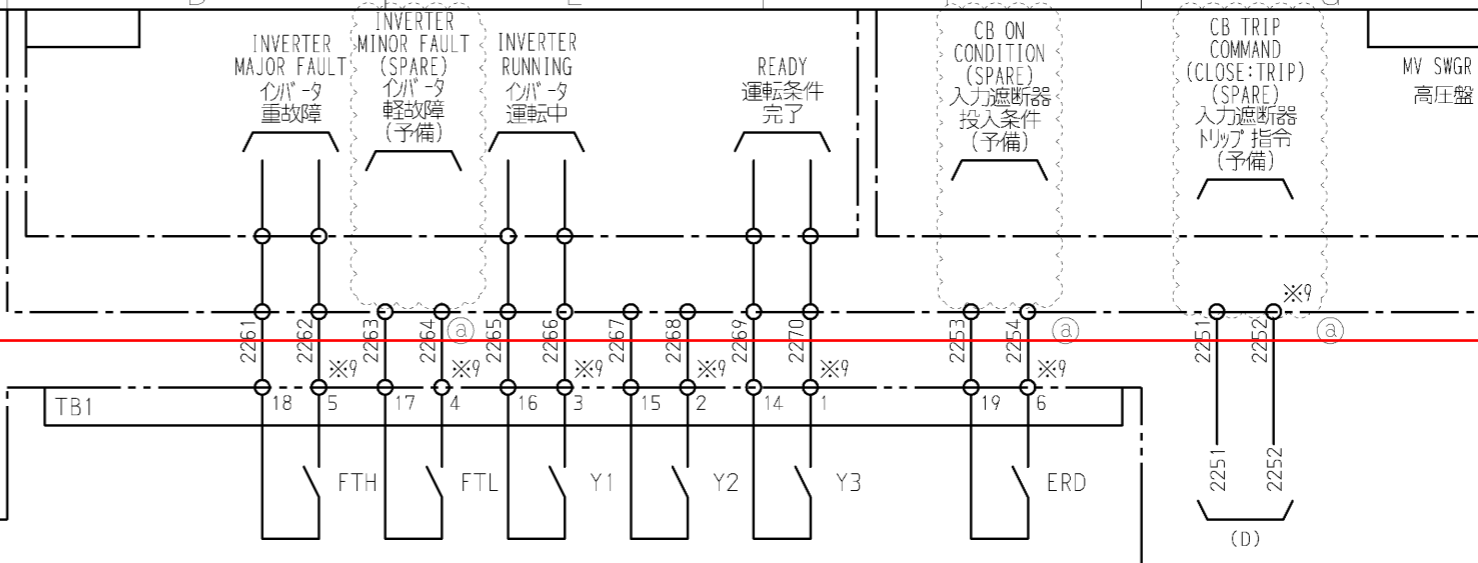 INVERTER
MAJOR FAULT
インバータ
重故障
INVERTER
MINOR FAULT
(SPARE)
インバータ
軽故障
(予備)
INVERTER
RUNNING
インバータ
運転中
READY
運転条件
完了
CB ON
CONDITION
(SPARE)
入力遮断器
投入条件
(予備)
CB TRIP
COMMAND
(CLOSE:TRIP)
(SPARE)
入力遮断器
トリップ指令
(予備)
MV SWGR
高圧盤
※9
2261 2262 2263 2264 ⓐ 2265 2266 2267 2268 2269 2270 2253 2254 ⓐ 2251 2252 ⓐ
※9 ※9 ※9 ※9 ※9 ※9
TB1 18 5 17 4 16 3 15 2 14 1 19 6
FTH FTL Y1 Y2 Y3 ERD 2251 2252
(D)